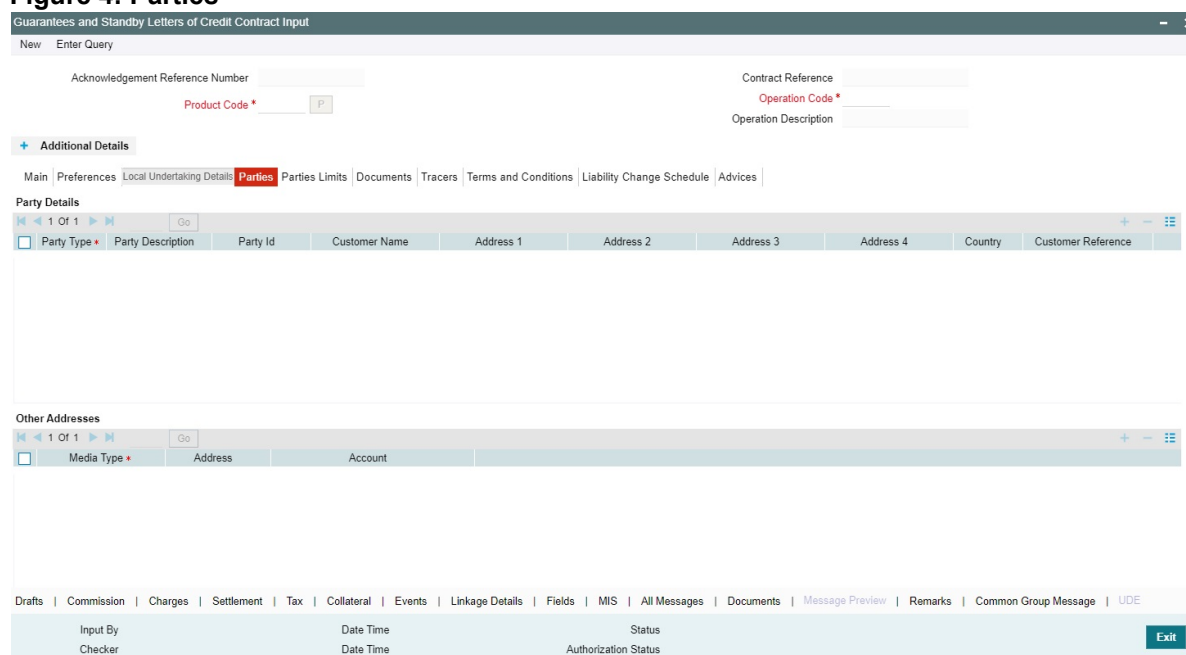 Figure 4: Parties
Guarantees and Standby Letters of Credit Contract Input
New Enter Query
Acknowledgement Reference Number Contract Reference
Product Code * P Operation Code *
Operation Description
+ Additional Details
Main Preferences Local Undertaking Details Parties Parties Limits Documents Tracers Terms and Conditions Liability Change Schedule Advices
Party Details
1 Of 1 Go
Party Type * Party Description Party Id Customer Name Address 1 Address 2 Address 3 Address 4 Country Customer Reference
Other Addresses
1 Of 1 Go
Media Type * Address Account
Drafts | Commission | Charges | Settlement | Tax | Collateral | Events | Linkage Details | Fields | MIS | All Messages | Documents | Message Preview | Remarks | Common Group Message | UDE
Input By Date Time Status
Checker Date Time Authorization Status
Exit